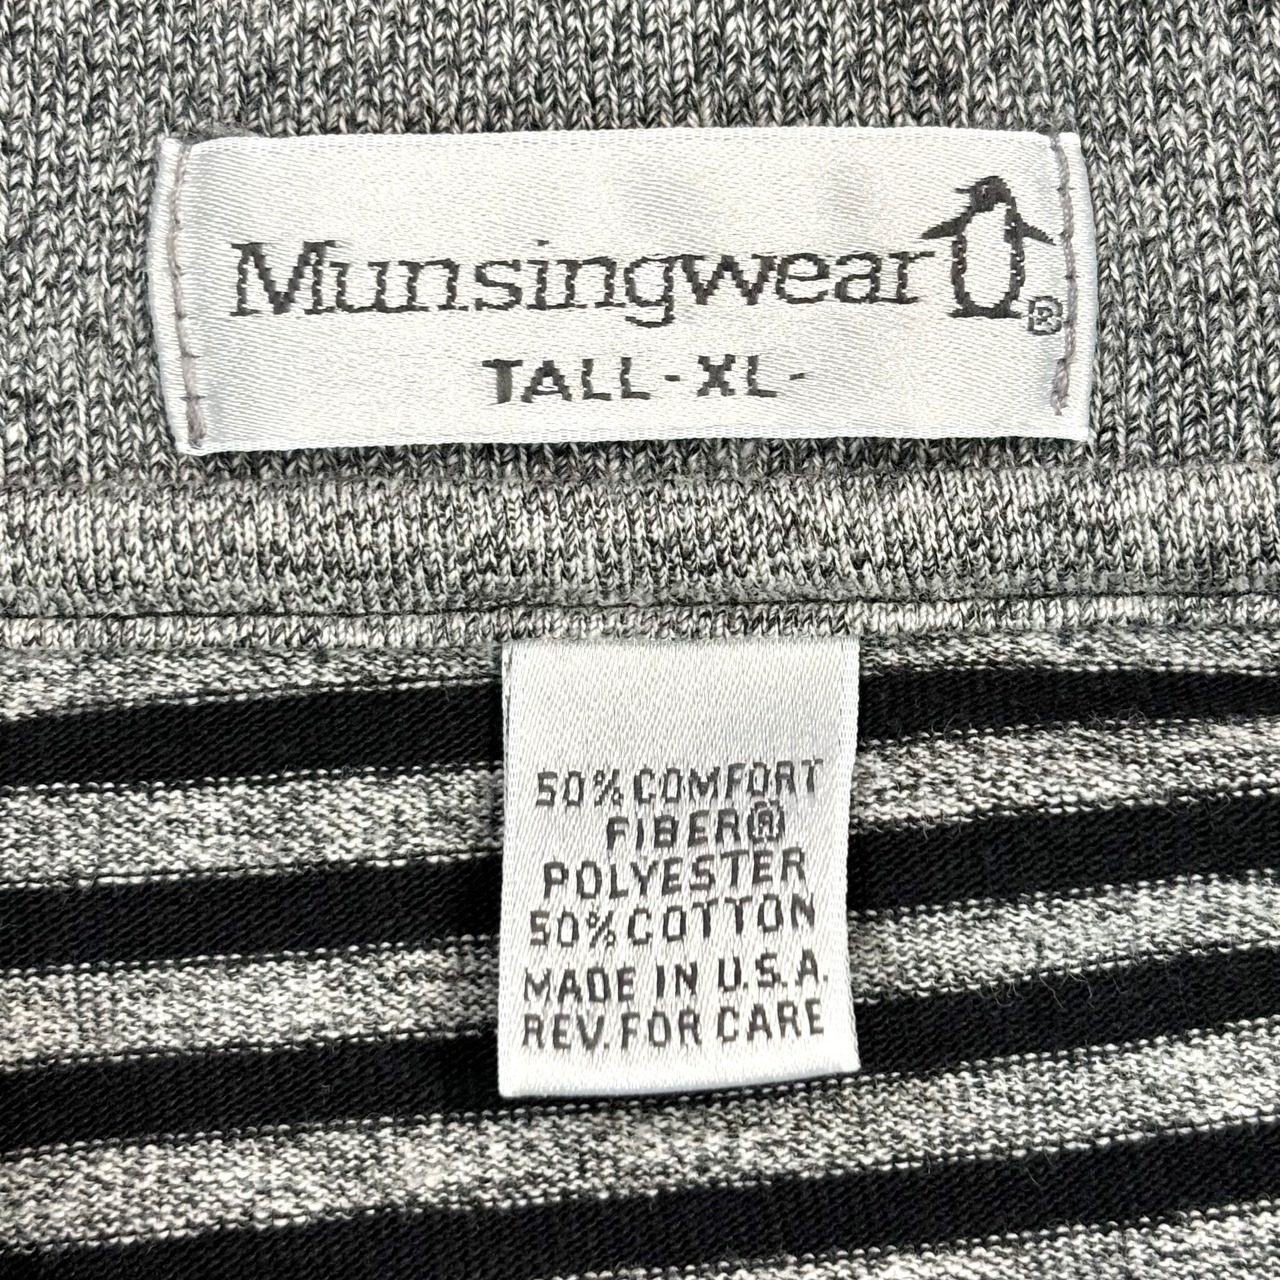 Munsingwear®
TALL-XL-
50% COMFORT
FIBER®
POLYESTER
50% COTTON
MADE IN U.S.A.
REV. FOR CARE